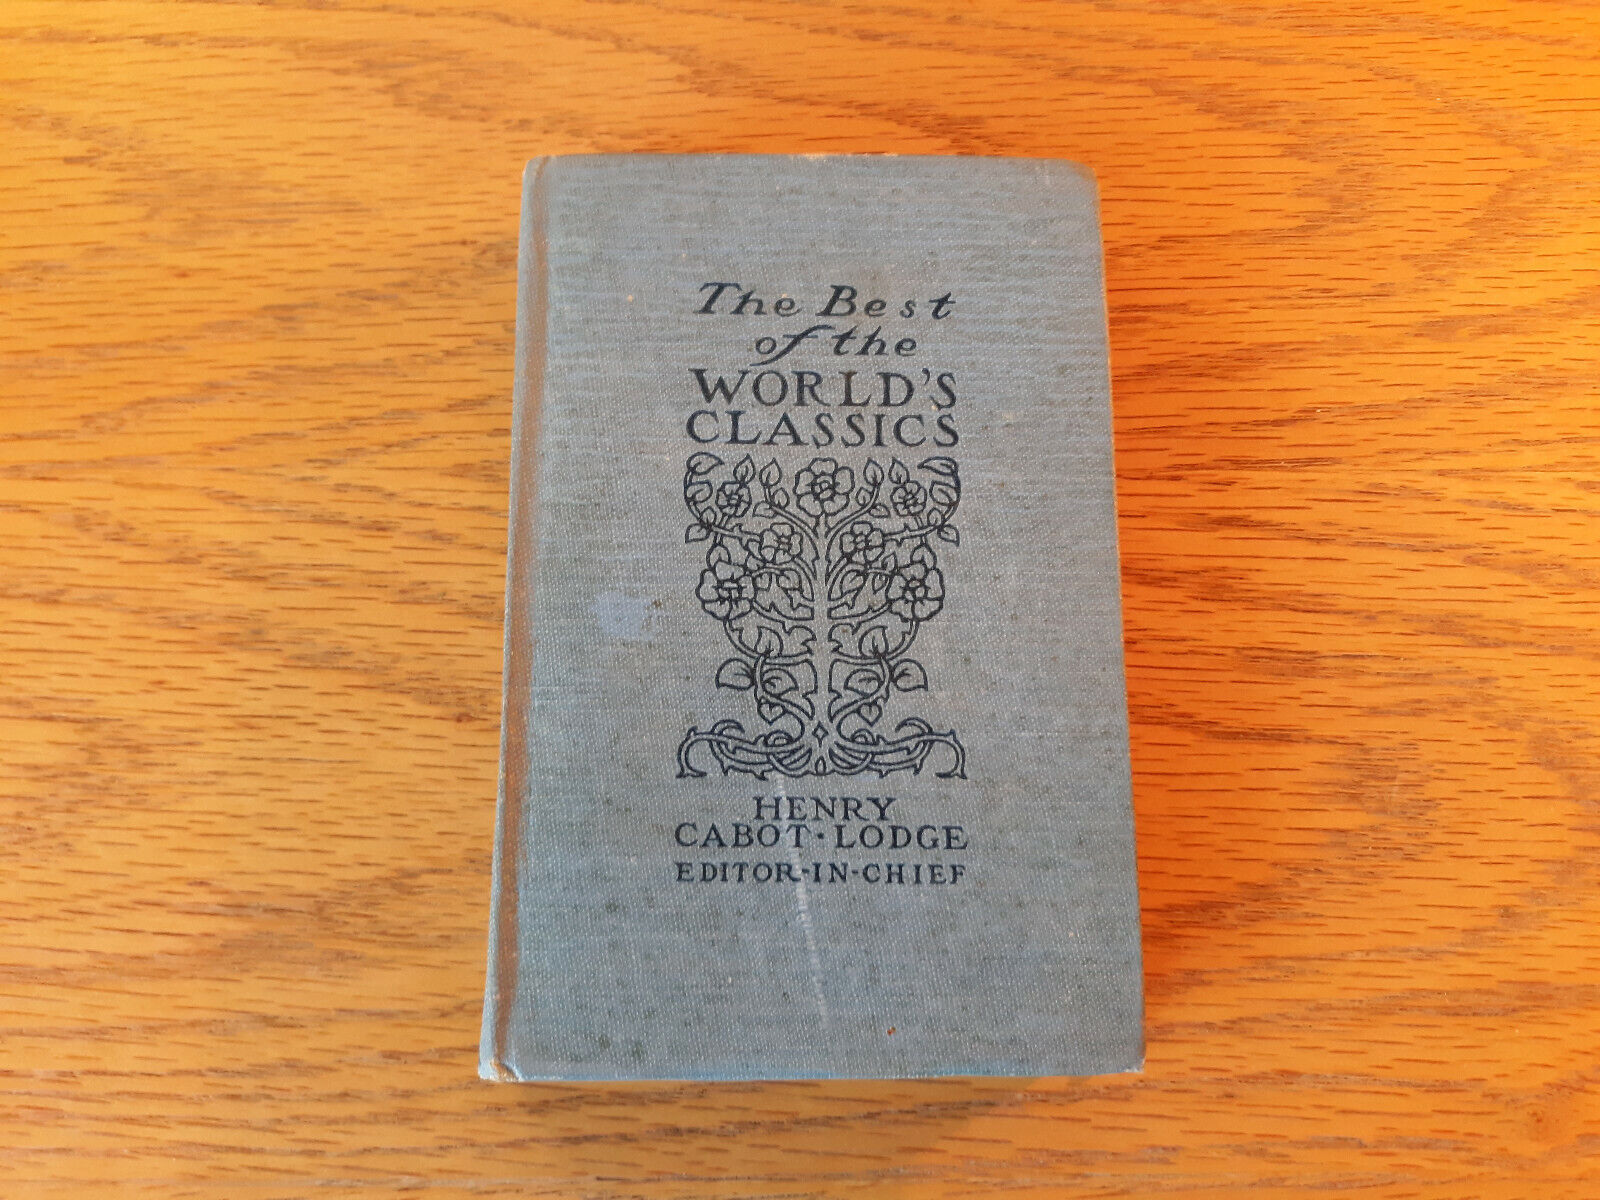 The Best
of the
WORLD'S
CLASSICS
HENRY
CABOT·LODGE
EDITOR-IN-CHIEF